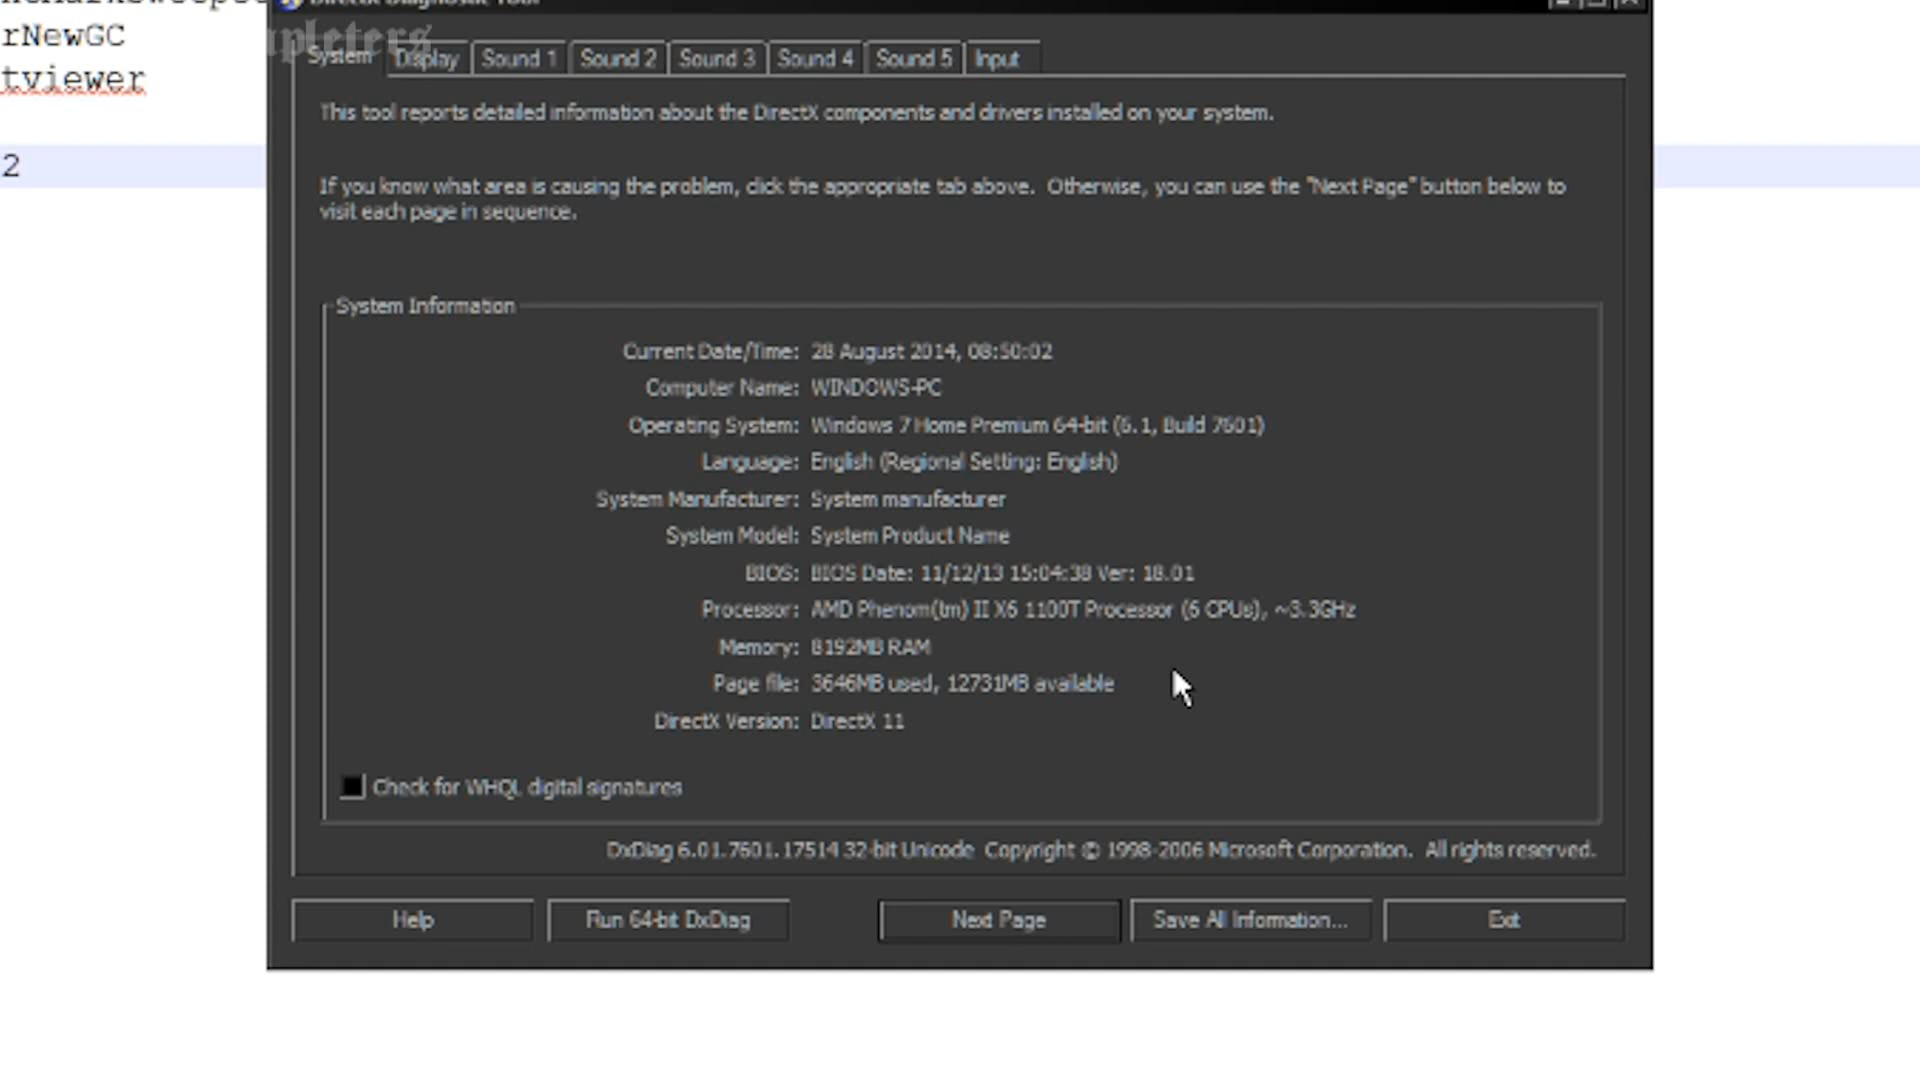 rNewGC
tviewer
2
DirectX Diagnostic Tool
pleters
System Display Sound 1 Sound 2 Sound 3 Sound 4 Sound 5 Input
This tool reports detailed information about the DirectX components and drivers installed on your system.
If you know what area is causing the problem, click the appropriate tab above. Otherwise, you can use the "Next Page" button below to
visit each page in sequence.
System Information
Current Date/Time: 28 August 2014, 08:50:02
Computer Name: WINDOWS-PC
Operating System: Windows 7 Home Premium 64-bit (6.1, Build 7601)
Language: English (Regional Setting: English)
System Manufacturer: System manufacturer
System Model: System Product Name
BIOS: BIOS Date: 11/12/13 15:04:38 Ver: 18.01
Processor: AMD Phenom(tm) II X6 1100T Processor (6 CPUs), ~3.3GHz
Memory: 8192MB RAM
Page file: 3646MB used, 12731MB available
DirectX Version: DirectX 11
Check for WHQL digital signatures
DxDiag 6.01.7601.17514 32-bit Unicode Copyright © 1998-2006 Microsoft Corporation. All rights reserved.
Help Run 64-bit DxDiag Next Page Save All Information... Exit